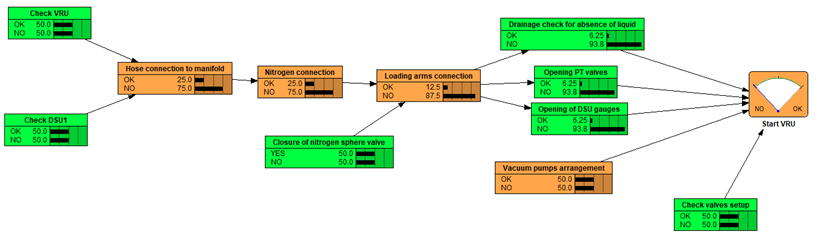 Check VRU
OK 50.0
NO 50.0
Hose connection to manifold
OK 25.0
NO 75.0
Check DSU1
OK 50.0
NO 50.0
Nitrogen connection
OK 25.0
NO 75.0
Closure of nitrogen sphere valve
YES 50.0
NO 50.0
Loading arms connection
OK 12.5
NO 87.5
Drainage check for absence of liquid
OK 6.25
NO 93.8
Opening PT valves
OK 6.25
NO 93.8
Opening of DSU gauges
OK 6.25
NO 93.8
Vacuum pumps arrangement
OK 50.0
NO 50.0
Check valves setup
OK 50.0
NO 50.0
NO OK
Start VRU